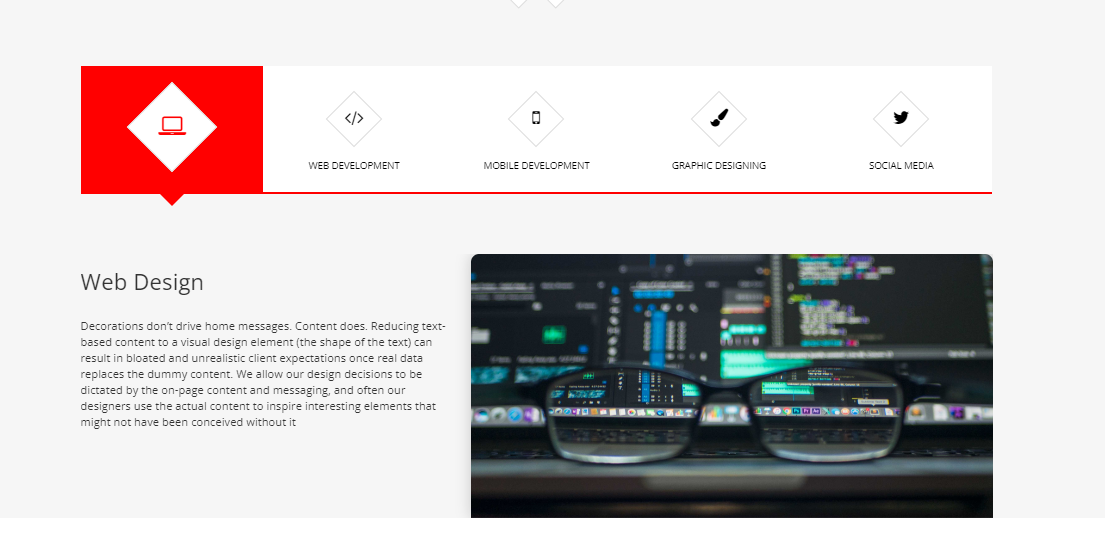 </>
WEB DEVELOPMENT
MOBILE DEVELOPMENT
GRAPHIC DESIGNING
SOCIAL MEDIA
Web Design
Decorations don’t drive home messages. Content does. Reducing text-
based content to a visual design element (the shape of the text) can
result in bloated and unrealistic client expectations once real data
replaces the dummy content. We allow our design decisions to be
dictated by the on-page content and messaging, and often our
designers use the actual content to inspire interesting elements that
might not have been conceived without it